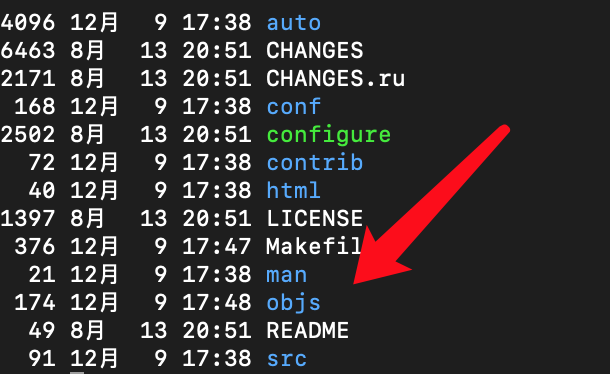 4096 12月 9 17:38 auto
6463 8月 13 20:51 CHANGES
2171 8月 13 20:51 CHANGES.ru
168 12月 9 17:38 conf
2502 8月 13 20:51 configure
72 12月 9 17:38 contrib
40 12月 9 17:38 html
1397 8月 13 20:51 LICENSE
376 12月 9 17:47 Makefil
21 12月 9 17:38 man
174 12月 9 17:48 objs
49 8月 13 20:51 README
91 12月 9 17:38 src